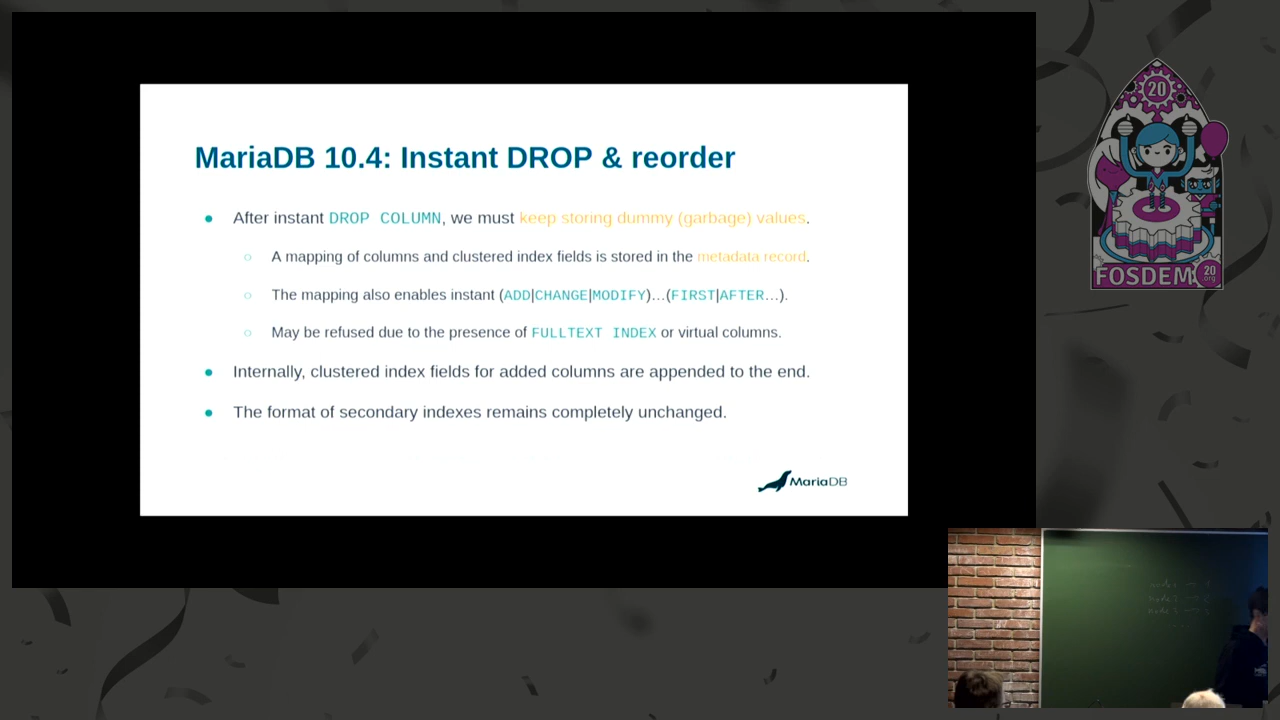 MariaDB 10.4: Instant DROP & reorder
● After instant DROP COLUMN, we must keep storing dummy (garbage) values.
○ A mapping of columns and clustered index fields is stored in the metadata record.
○ The mapping also enables instant (ADD|CHANGE|MODIFY)…(FIRST|AFTER…).
○ May be refused due to the presence of FULLTEXT INDEX or virtual columns.
● Internally, clustered index fields for added columns are appended to the end.
● The format of secondary indexes remains completely unchanged.
MariaDB
20
FOSDEM
20
.org